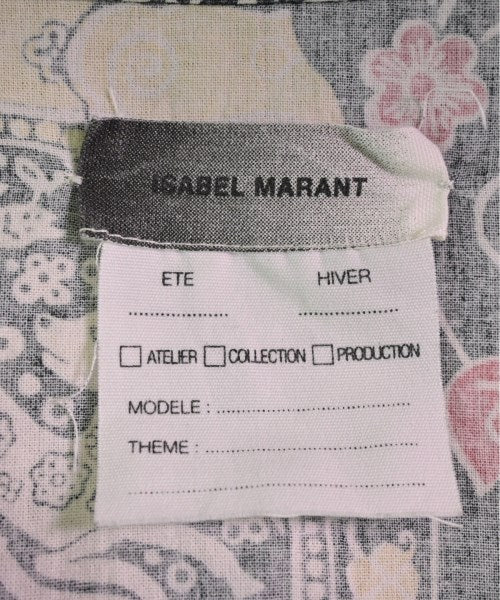 ISABEL MARANT
ETE HIVER
.......................... ..........................
☐ ATELIER ☐ COLLECTION ☐ PRODUCTION
MODELE : ....................................................
THEME : .......................................................
...........................................................................